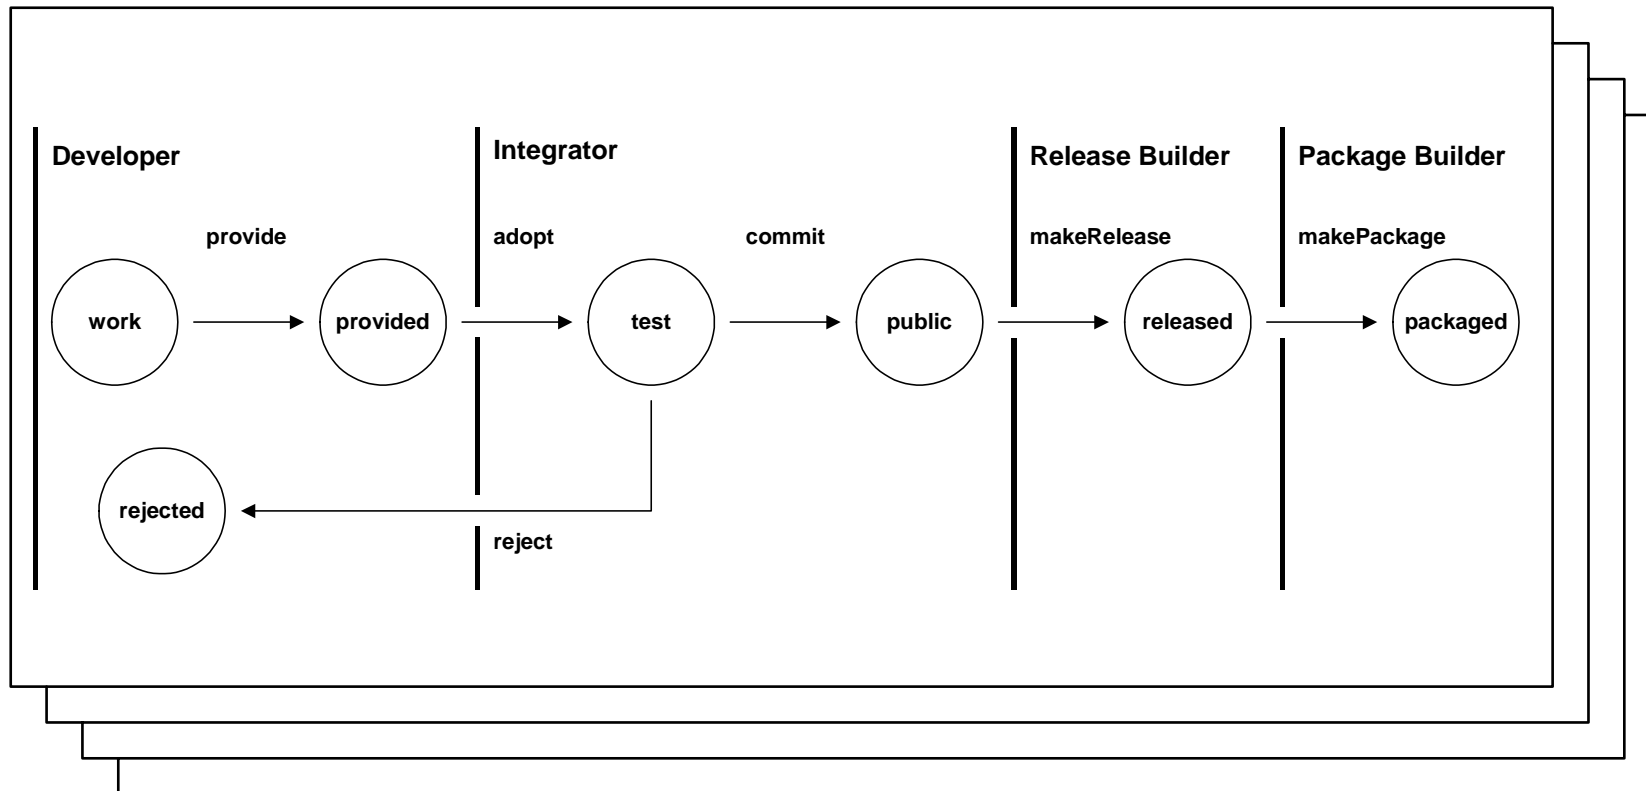 Developer
Integrator
Release Builder
Package Builder
provide
adopt
commit
makeRelease
makePackage
work
provided
test
public
released
packaged
rejected
reject